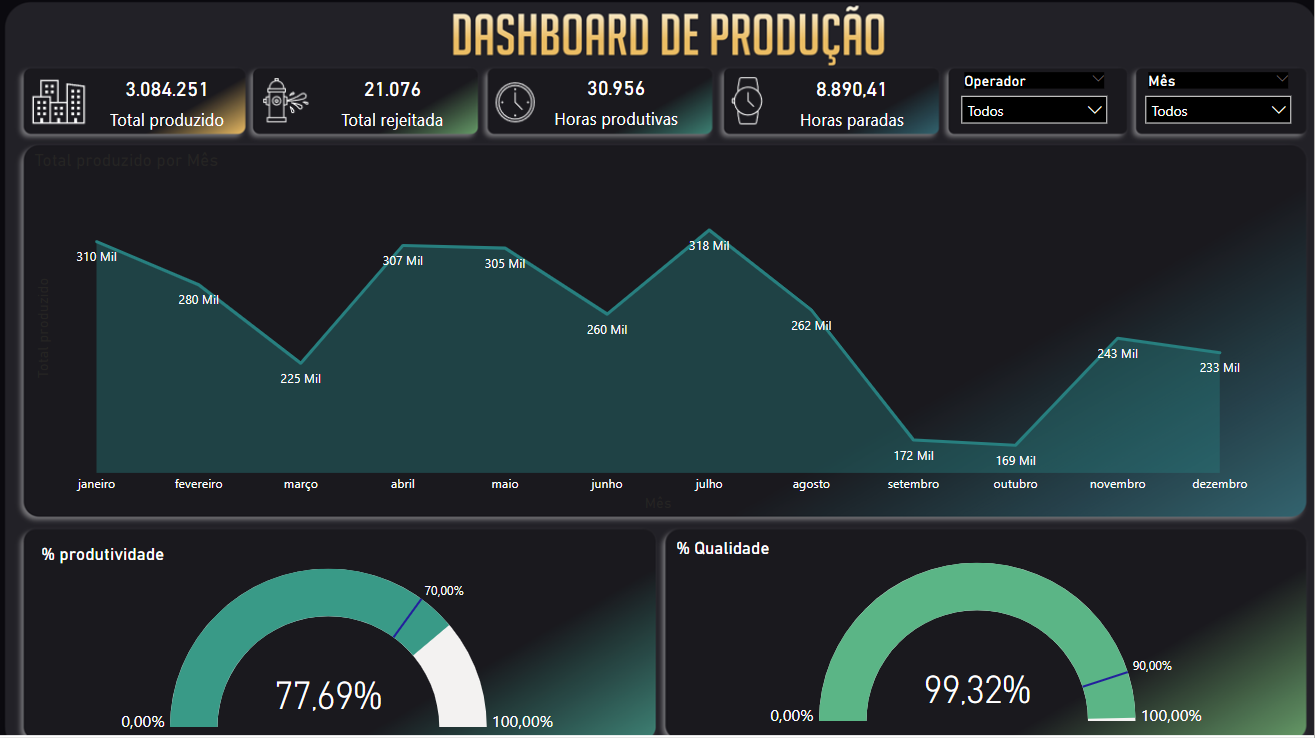 DASHBOARD DE PRODUÇÃO
3.084.251
Total produzido
21.076
Total rejeitada
30.956
Horas produtivas
8.890,41
Horas paradas
Operador
Todos
Mês
Todos
Total produzido por Mês
Total produzido
310 Mil
280 Mil
225 Mil
307 Mil
305 Mil
260 Mil
318 Mil
262 Mil
172 Mil
169 Mil
243 Mil
233 Mil
janeiro
fevereiro
março
abril
maio
junho
julho
agosto
setembro
outubro
novembro
dezembro
Mês
% produtividade
70,00%
77,69%
0,00%
100,00%
% Qualidade
90,00%
99,32%
0,00%
100,00%